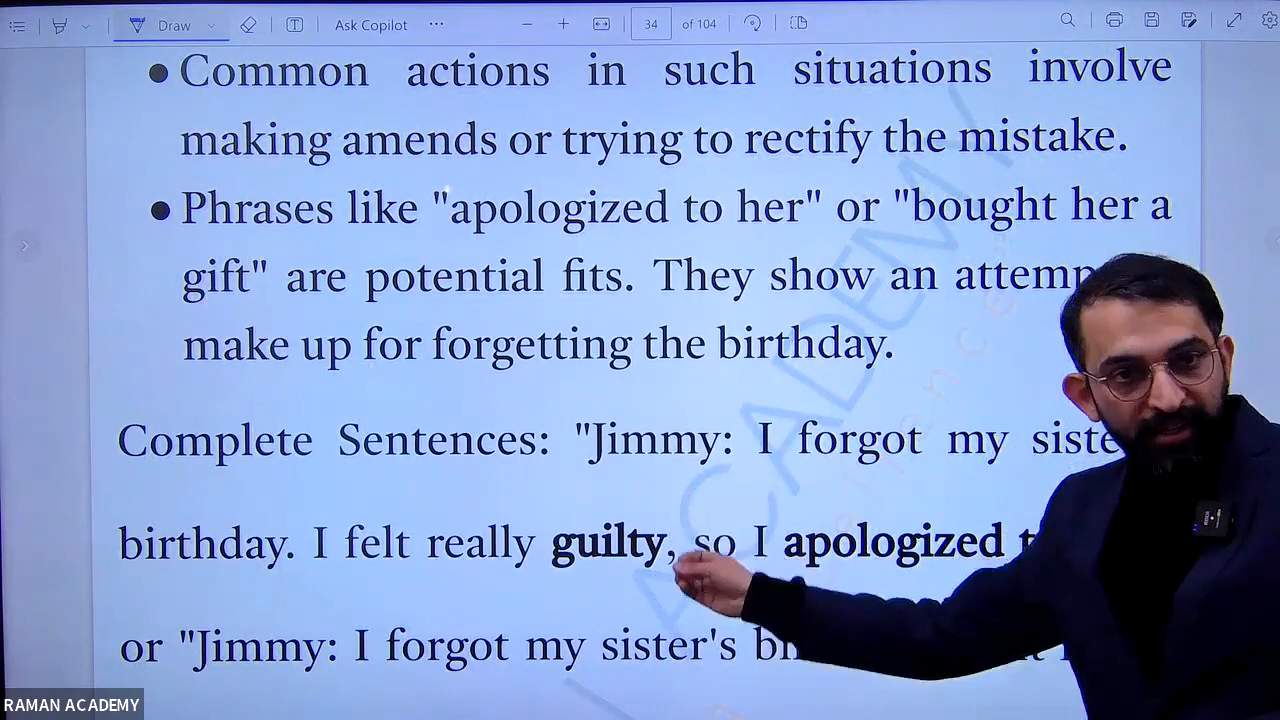 Draw
Ask Copilot
34 of 104
• Common actions in such situations involve
making amends or trying to rectify the mistake.
• Phrases like "apologized to her" or "bought her a
gift" are potential fits. They show an
make up for forgetting the birthday.
Complete Sentences: "Jimmy: I forgot my
birthday. I felt really guilty, so I apologized
or "Jimmy: I forgot my sister's
ACADEMY
RAMAN ACADEMY